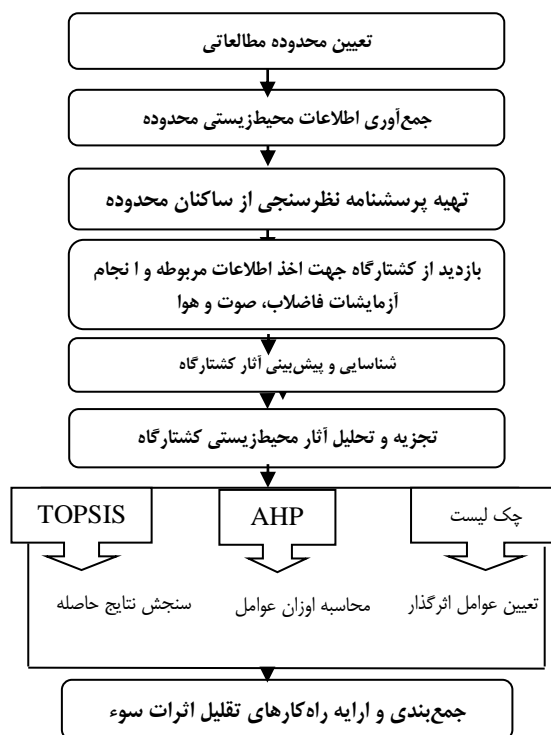 تعیین محدوده مطالعاتی
جمع‌آوری اطلاعات محیط‌زیستی محدوده
تهیه پرسشنامه نظرسنجی از ساکنان محدوده
بازدید از کشتارگاه جهت اخذ اطلاعات مربوطه و ا نجام
آزمایشات فاضلاب، صوت و هوا
شناسایی و پیش‌بینی آثار کشتارگاه
تجزیه و تحلیل آثار محیط‌زیستی کشتارگاه
چک لیست
AHP
TOPSIS
تعیین عوامل اثرگذار
محاسبه اوزان عوامل
سنجش نتایج حاصله
جمع‌بندی و ارایه راه‌کارهای تقلیل اثرات سوء